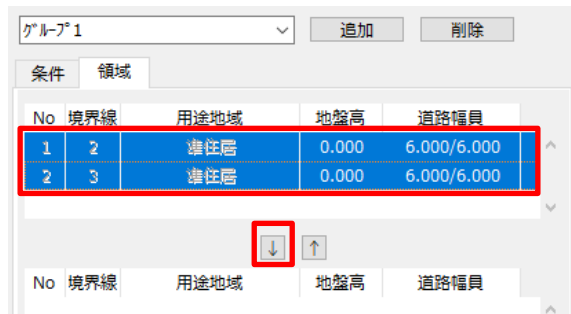 ｸﾞﾙｰﾌﾟ1 追加 削除
条件 領域
No 境界線 用途地域 地盤高 道路幅員
1 2 準住居 0.000 6.000/6.000
2 3 準住居 0.000 6.000/6.000
↓ ↑
No 境界線 用途地域 地盤高 道路幅員